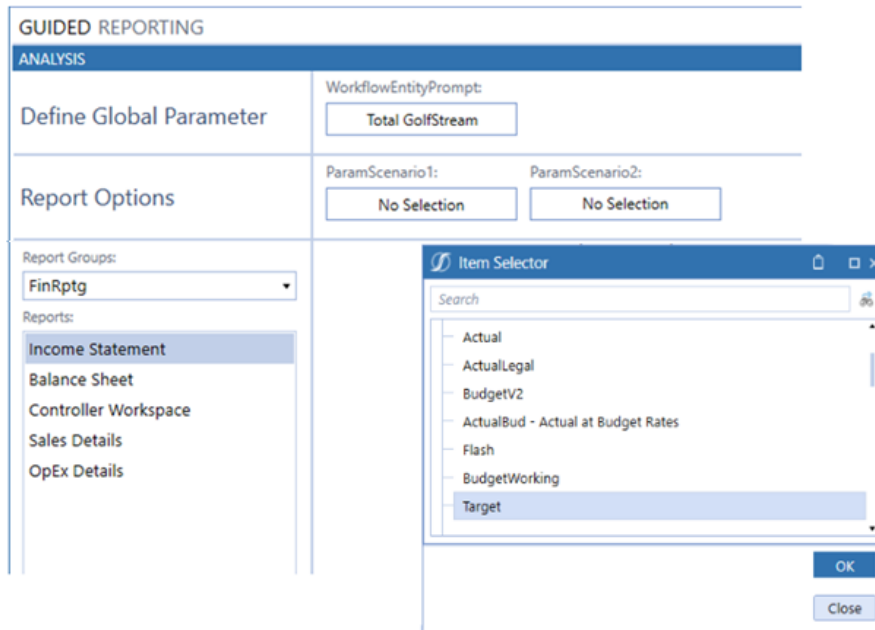 GUIDED REPORTING
ANALYSIS
Define Global Parameter
WorkflowEntityPrompt:
Total GolfStream
Report Options
ParamScenario1:
No Selection
ParamScenario2:
No Selection
Report Groups:
FinRptg
Reports:
Income Statement
Balance Sheet
Controller Workspace
Sales Details
OpEx Details
Item Selector
Search
Actual
ActualLegal
BudgetV2
ActualBud - Actual at Budget Rates
Flash
BudgetWorking
Target
OK
Close